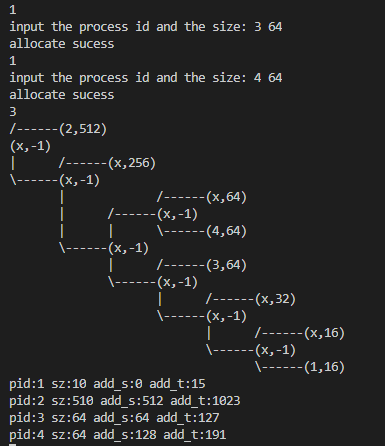 1
input the process id and the size: 3 64
allocate sucess
1
input the process id and the size: 4 64
allocate sucess
3
/------(2,512)
(x,-1)
|      /------(x,256)
\------(x,-1)
       |             /------(x,64)
       |      /------(x,-1)
       |      |      \------(4,64)
       \------(x,-1)
              |      /------(3,64)
              \------(x,-1)
                     |      /------(x,32)
                     \------(x,-1)
                            |      /------(x,16)
                            \------(x,-1)
                                   \------(1,16)
pid:1 sz:10 add_s:0 add_t:15
pid:2 sz:510 add_s:512 add_t:1023
pid:3 sz:64 add_s:64 add_t:127
pid:4 sz:64 add_s:128 add_t:191